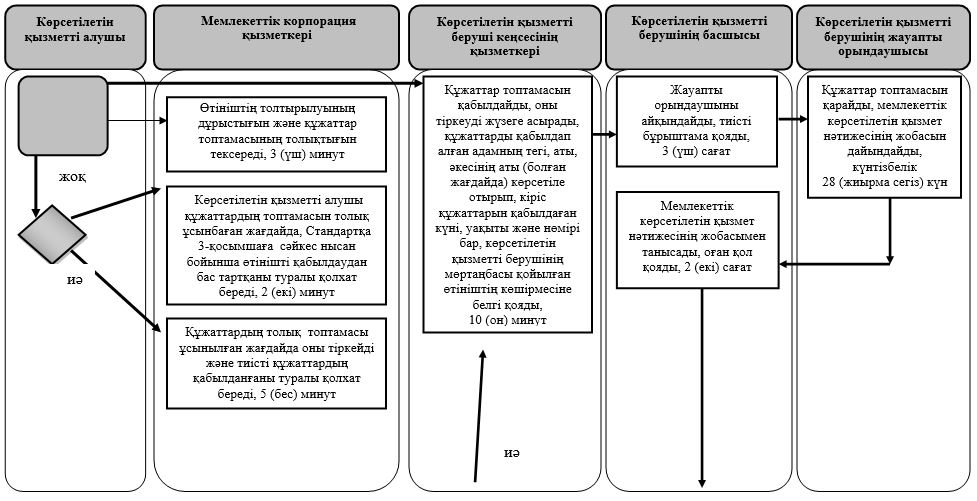 Көрсетілетін
қызметті алушы
Мемлекеттік корпорация
қызметкері
Көрсетілетін қызметті
беруші кеңсесінің
қызметкері
Көрсетілетін қызметті
берушінің басшысы
Көрсетілетін қызметті
берушінің жауапты
орындаушысы
жоқ
иә
Өтініштің толтырылуының
дұрыстығын және құжаттар
топтамасының толықтығын
тексереді, 3 (үш) минут
Көрсетілетін қызметті алушы
құжаттардың топтамасын толық
ұсынбаған жағдайда, Стандартқа
3-қосымшаға сәйкес нысан
бойынша өтінішті қабылдаудан
бас тартқаны туралы қолхат
береді, 2 (екі) минут
Құжаттардың толық топтамасы
ұсынылған жағдайда оны тіркейді
және тиісті құжаттардың
қабылданғаны туралы қолхат
береді, 5 (бес) минут
Құжаттар топтамасын
қабылдайды, оны
тіркеуді жүзеге асырады,
құжаттарды қабылдап
алған адамның тегі, аты,
әкесінің аты (болған
жағдайда) көрсетіле
отырып, кіріс
құжаттарын қабылдаған
күні, уақыты және нөмірі
бар, көрсетілетін
қызметті берушінің
мөртаңбасы қойылған
өтініштің көшірмесіне
белгі қояды,
10 (он) минут
иә
Жауапты
орындаушыны
айқындайды, тиісті
бұрыштама қояды,
3 (үш) сағат
Мемлекеттік
көрсетілетін қызмет
нәтижесінің жобасымен
танысады, оған қол
қояды, 2 (екі) сағат
Құжаттар топтамасын
қарайды, мемлекеттік
көрсетілетін қызмет
нәтижесінің жобасын
дайындайды,
күнтізбелік
28 (жиырма сегіз) күн